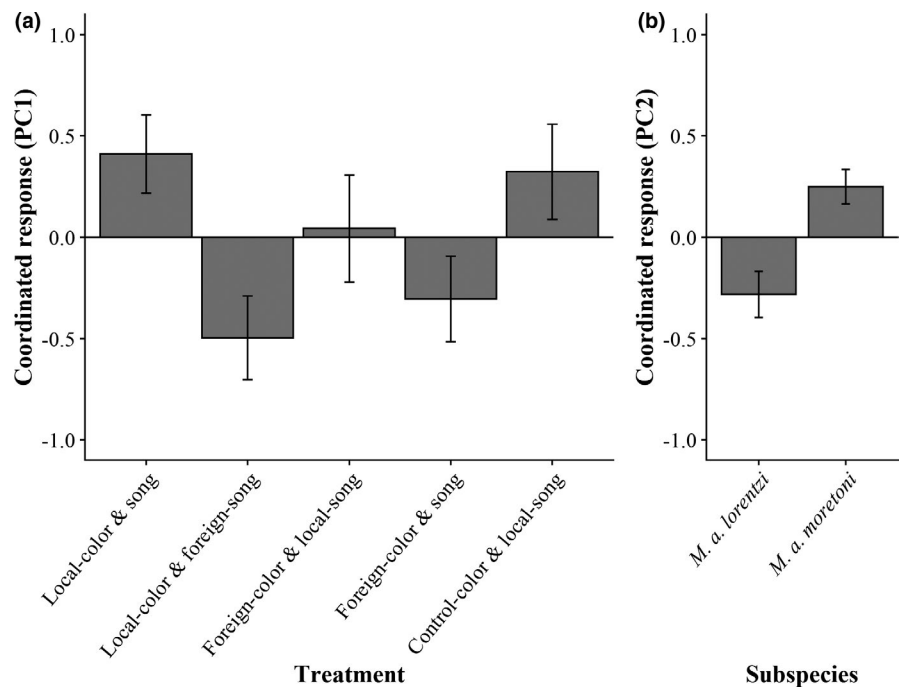 (a)
Coordinated response (PC1)
1.0
0.5
0.0
-0.5
-1.0
Local-color & song
Local-color & foreign-song
Foreign-color & local-song
Foreign-color & song
Control-color & local-song
Treatment
(b)
Coordinated response (PC2)
1.0
0.5
0.0
-0.5
-1.0
M. a. lorentzi
M. a. moretoni
Subspecies